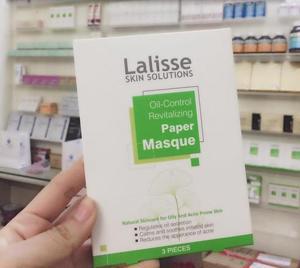 Lalisse
SKIN SOLUTIONS
Oil-Control
Revitalizing
Paper
Masque
Natural Skincare for Oily And Acne Prone Skin
Regulates oil secretion
Calms and soothes irritated skin
Reduces the apperance of acne
3 PIECES